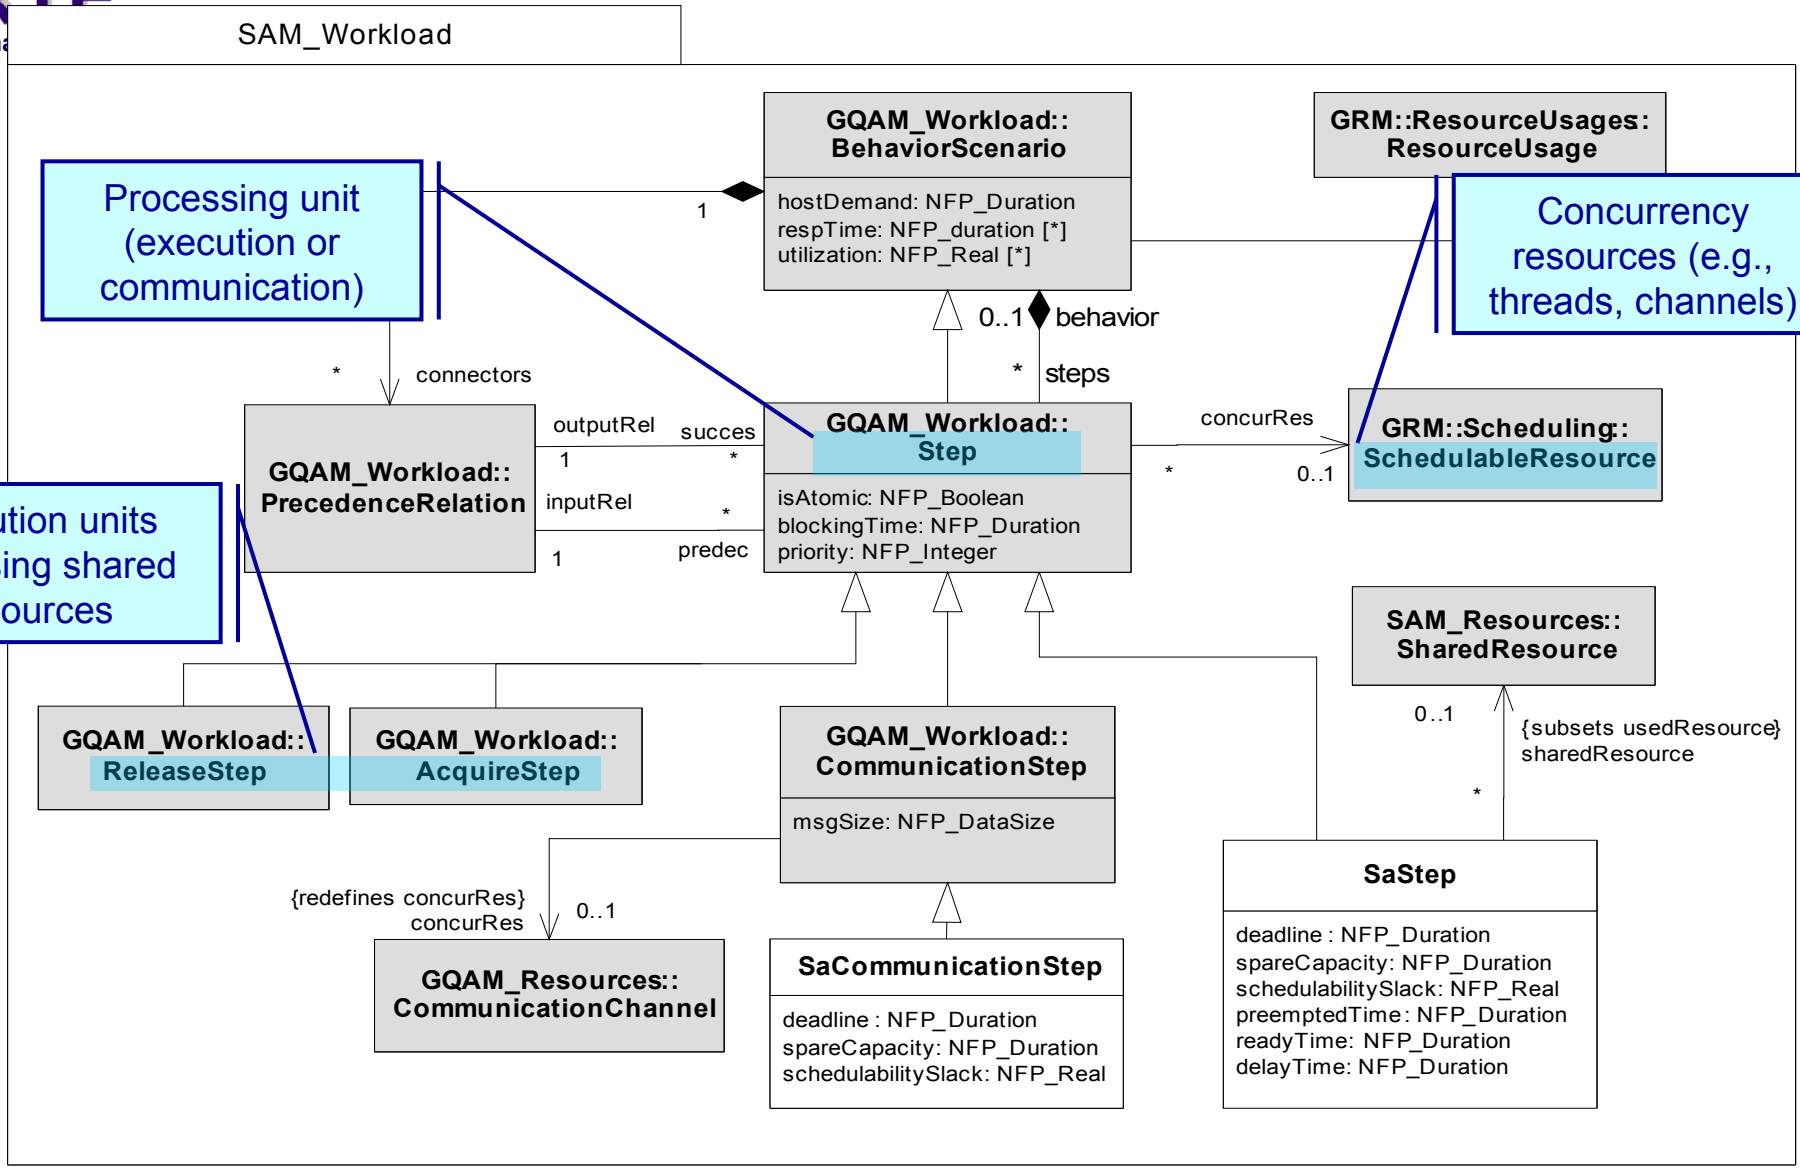 SAM_Workload
GQAM_Workload::
BehaviorScenario
hostDemand: NFP_Duration
respTime: NFP_duration [*]
utilization: NFP_Real [*]
GRM::ResourceUsages::
ResourceUsage
Processing unit
(execution or
communication)
1
Concurrency
resources (e.g.,
threads, channels)
0..1
behavior
*
steps
*
connectors
GQAM_Workload::
PrecedenceRelation
outputRel
1
succes
*
inputRel
1
*
predec
GQAM_Workload::
Step
isAtomic: NFP_Boolean
blockingTime: NFP_Duration
priority: NFP_Integer
concurRes
*
0..1
GRM::Scheduling::
SchedulableResource
units
shared
SAM_Resources::
SharedResource
0..1
{subsets usedResource}
sharedResource
*
GQAM_Workload::
ReleaseStep
GQAM_Workload::
AcquireStep
GQAM_Workload::
CommunicationStep
msgSize: NFP_DataSize
{redefines concurRes}
concurRes
0..1
GQAM_Resources::
CommunicationChannel
SaCommunicationStep
deadline : NFP_Duration
spareCapacity: NFP_Duration
schedulabilitySlack: NFP_Real
SaStep
deadline : NFP_Duration
spareCapacity: NFP_Duration
schedulabilitySlack: NFP_Real
preemptedTime: NFP_Duration
readyTime: NFP_Duration
delayTime: NFP_Duration